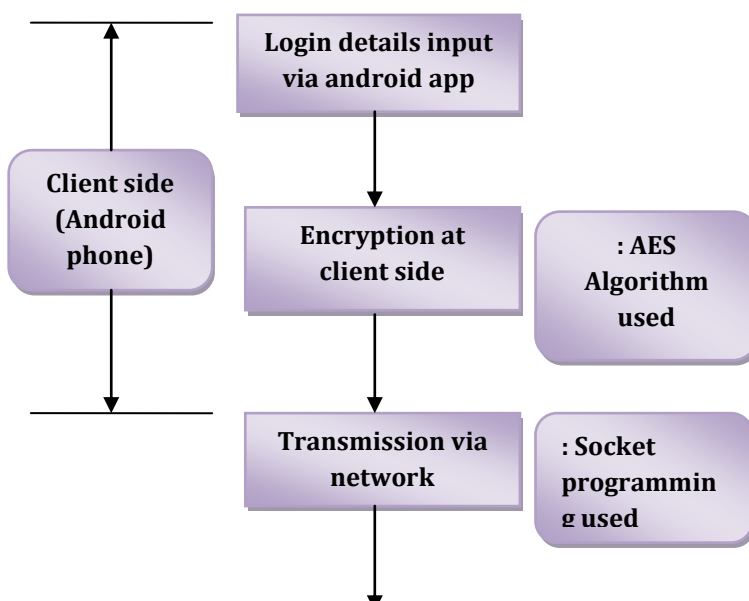 Login details input
via android app
Client side
(Android
phone)
Encryption at
client side
: AES
Algorithm
used
Transmission via
network
: Socket
programmin
g used